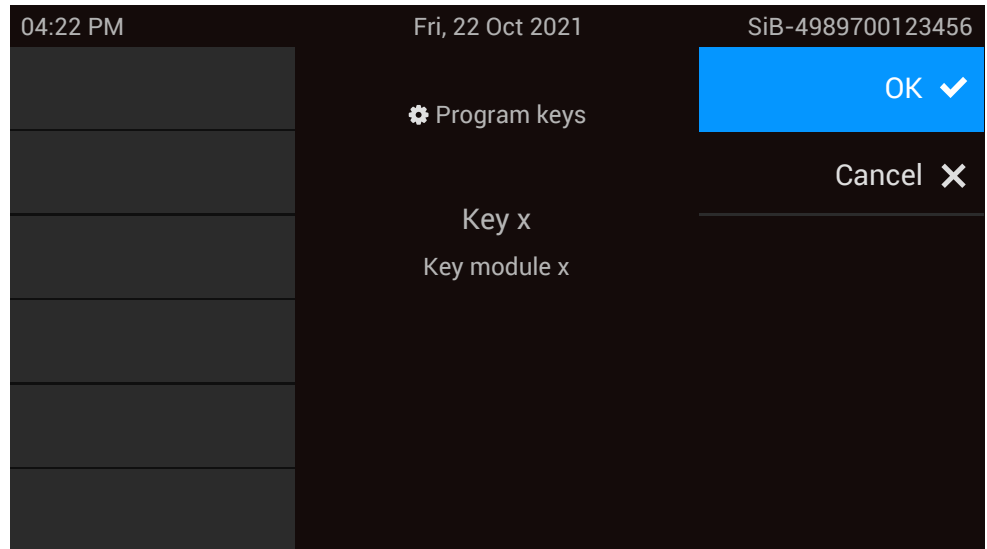 04:22 PM Fri, 22 Oct 2021 SiB-4989700123456
OK
Program keys
Cancel
Key x
Key module x